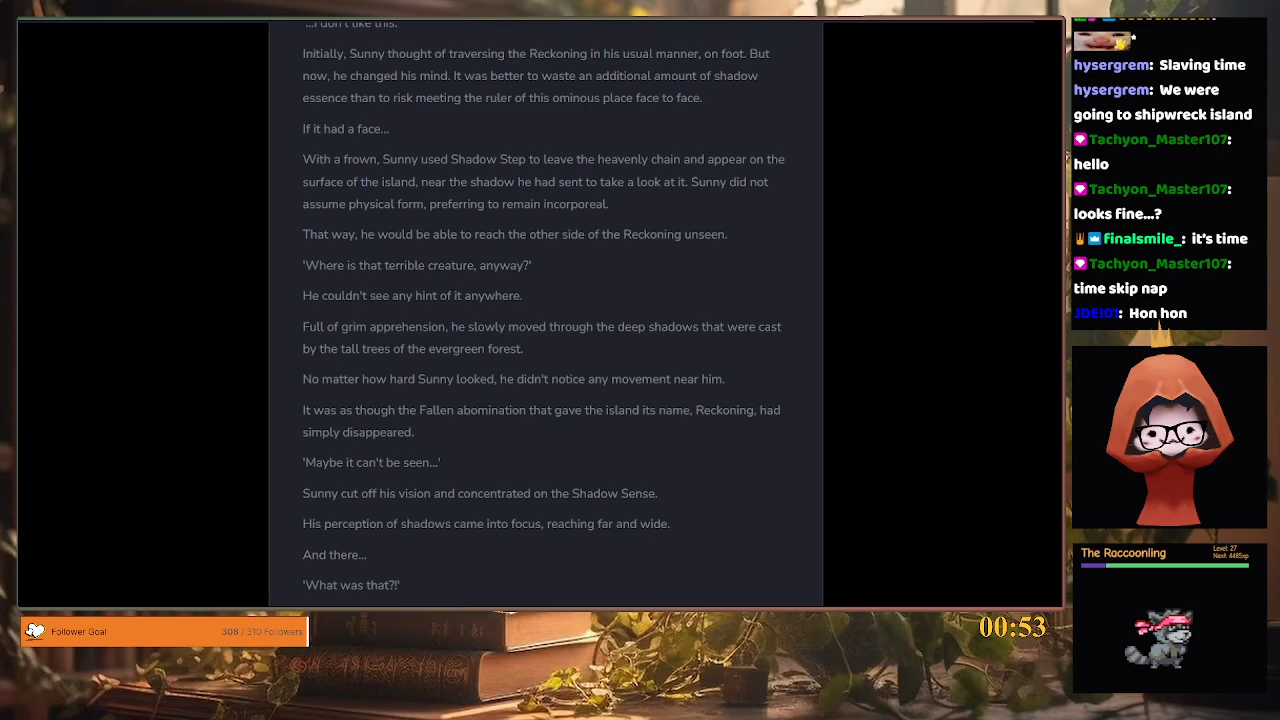 ...I don't like this.
Initially, Sunny thought of traversing the Reckoning in his usual manner, on foot. But
now, he changed his mind. It was better to waste an additional amount of shadow
essence than to risk meeting the ruler of this ominous place face to face.
If it had a face...
With a frown, Sunny used Shadow Step to leave the heavenly chain and appear on the
surface of the island, near the shadow he had sent to take a look at it. Sunny did not
assume physical form, preferring to remain incorporeal.
That way, he would be able to reach the other side of the Reckoning unseen.
'Where is that terrible creature, anyway?'
He couldn't see any hint of it anywhere.
Full of grim apprehension, he slowly moved through the deep shadows that were cast
by the tall trees of the evergreen forest.
No matter how hard Sunny looked, he didn't notice any movement near him.
It was as though the Fallen abomination that gave the island its name, Reckoning, had
simply disappeared.
'Maybe it can't be seen...'
Sunny cut off his vision and concentrated on the Shadow Sense.
His perception of shadows came into focus, reaching far and wide.
And there...
'What was that?!'
Follower Goal
308 / 310 Followers
00:53
hysergrem: Slaving time
hysergrem: We were
going to shipwreck island
Tachyon_Master107:
hello
Tachyon_Master107:
looks fine...?
finalsmile_: it's time
Tachyon_Master107:
time skip nap
JDEI01: Hon hon
The Raccoonling
Level: 27
Next: 4485xp